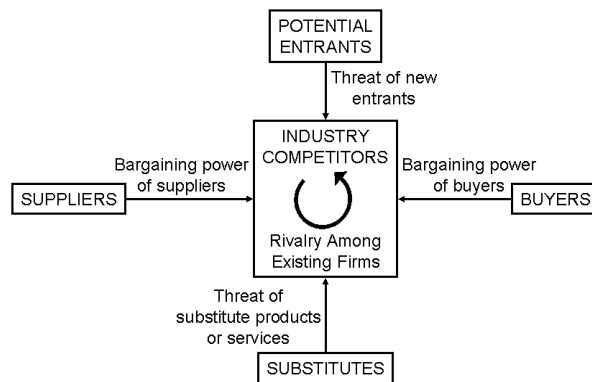 POTENTIAL
ENTRANTS
Threat of new
entrants
INDUSTRY
COMPETITORS
Bargaining power
of suppliers
Bargaining power
of buyers
SUPPLIERS
BUYERS
Rivalry Among
Existing Firms
Threat of
substitute products
or services
SUBSTITUTES